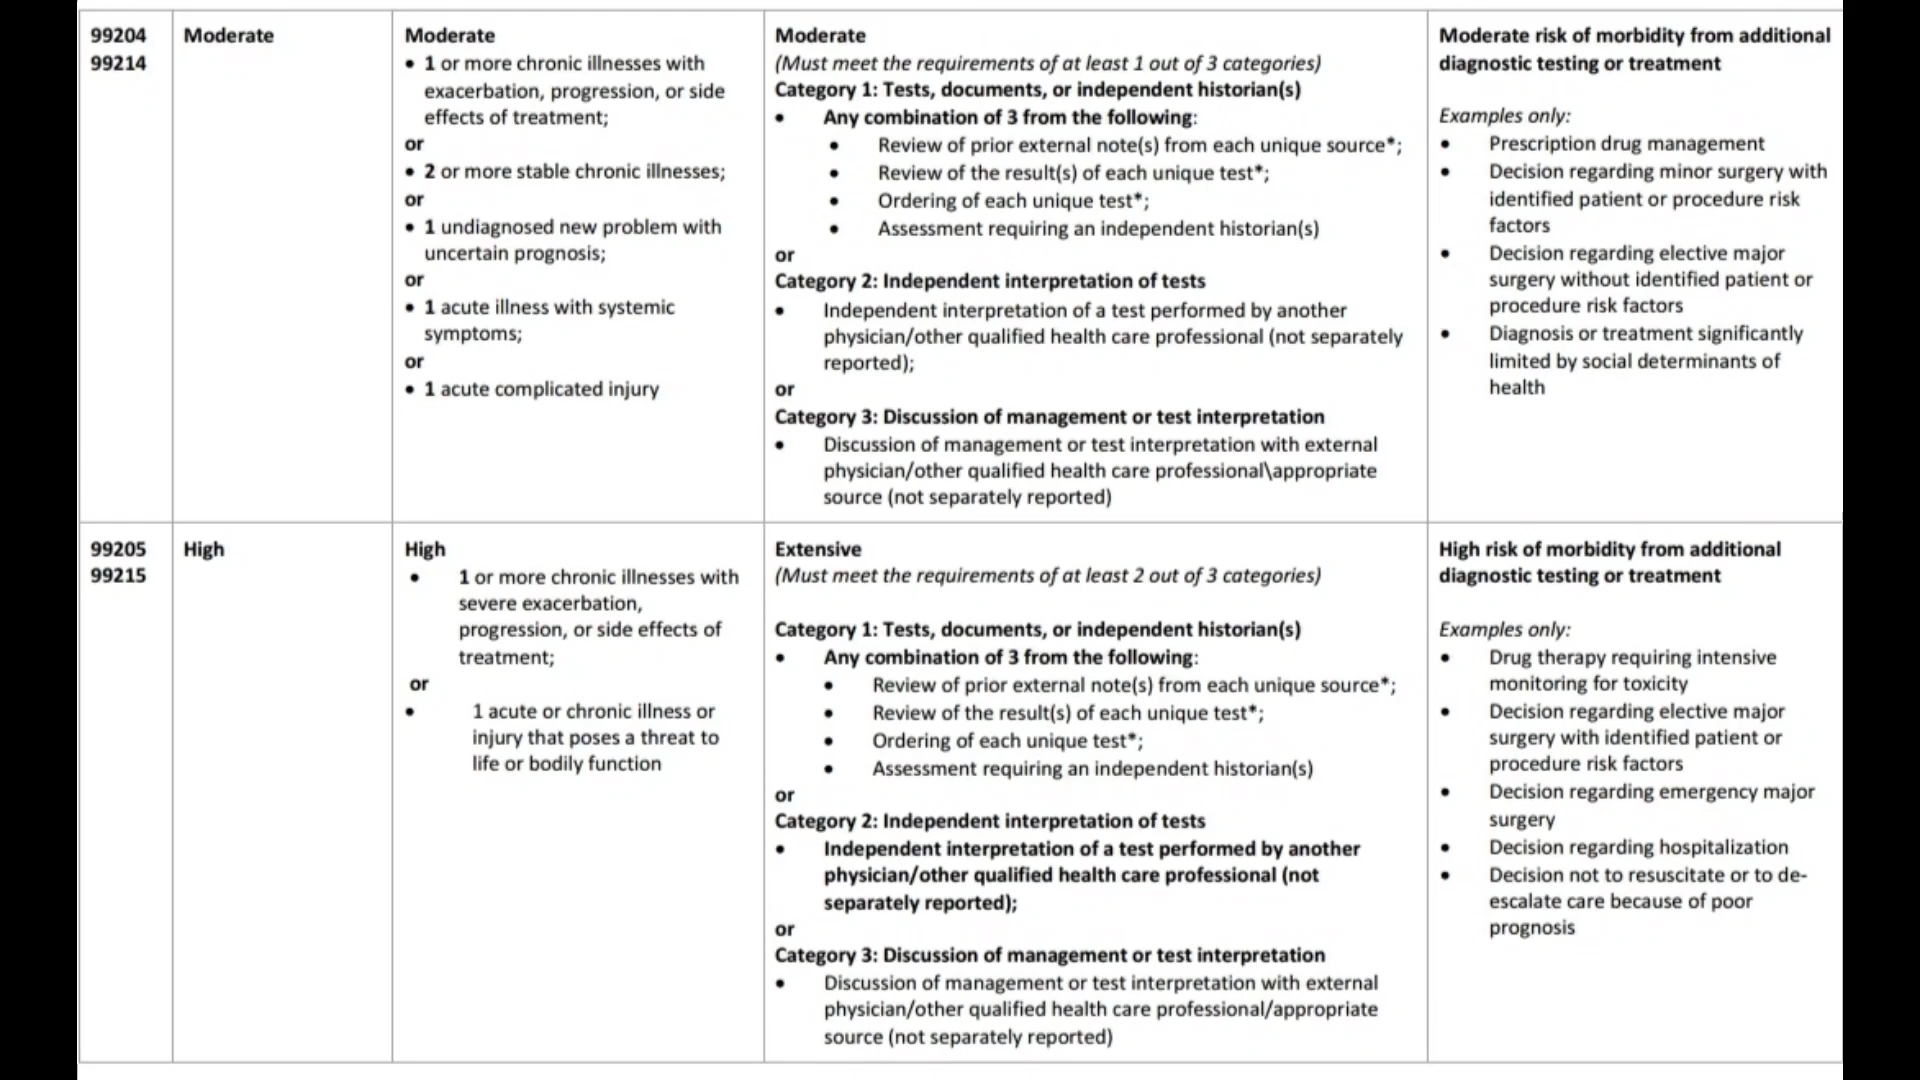 99204
99214
Moderate
Moderate
• 1 or more chronic illnesses with
exacerbation, progression, or side
effects of treatment;
or
• 2 or more stable chronic illnesses;
or
• 1 undiagnosed new problem with
uncertain prognosis;
or
• 1 acute illness with systemic
symptoms;
or
• 1 acute complicated injury
Moderate
(Must meet the requirements of at least 1 out of 3 categories)
Category 1: Tests, documents, or independent historian(s)
• Any combination of 3 from the following:
• Review of prior external note(s) from each unique source*;
• Review of the result(s) of each unique test*;
• Ordering of each unique test*;
• Assessment requiring an independent historian(s)
or
Category 2: Independent interpretation of tests
• Independent interpretation of a test performed by another
physician/other qualified health care professional (not separately
reported);
or
Category 3: Discussion of management or test interpretation
• Discussion of management or test interpretation with external
physician/other qualified health care professional\appropriate
source (not separately reported)
Moderate risk of morbidity from additional
diagnostic testing or treatment
Examples only:
• Prescription drug management
• Decision regarding minor surgery with
identified patient or procedure risk
factors
• Decision regarding elective major
surgery without identified patient or
procedure risk factors
• Diagnosis or treatment significantly
limited by social determinants of
health
99205
99215
High
High
• 1 or more chronic illnesses with
severe exacerbation,
progression, or side effects of
treatment;
or
• 1 acute or chronic illness or
injury that poses a threat to
life or bodily function
Extensive
(Must meet the requirements of at least 2 out of 3 categories)
Category 1: Tests, documents, or independent historian(s)
• Any combination of 3 from the following:
• Review of prior external note(s) from each unique source*;
• Review of the result(s) of each unique test*;
• Ordering of each unique test*;
• Assessment requiring an independent historian(s)
or
Category 2: Independent interpretation of tests
• Independent interpretation of a test performed by another
physician/other qualified health care professional (not
separately reported);
or
Category 3: Discussion of management or test interpretation
• Discussion of management or test interpretation with external
physician/other qualified health care professional/appropriate
source (not separately reported)
High risk of morbidity from additional
diagnostic testing or treatment
Examples only:
• Drug therapy requiring intensive
monitoring for toxicity
• Decision regarding elective major
surgery with identified patient or
procedure risk factors
• Decision regarding emergency major
surgery
• Decision regarding hospitalization
• Decision not to resuscitate or to de-
escalate care because of poor
prognosis